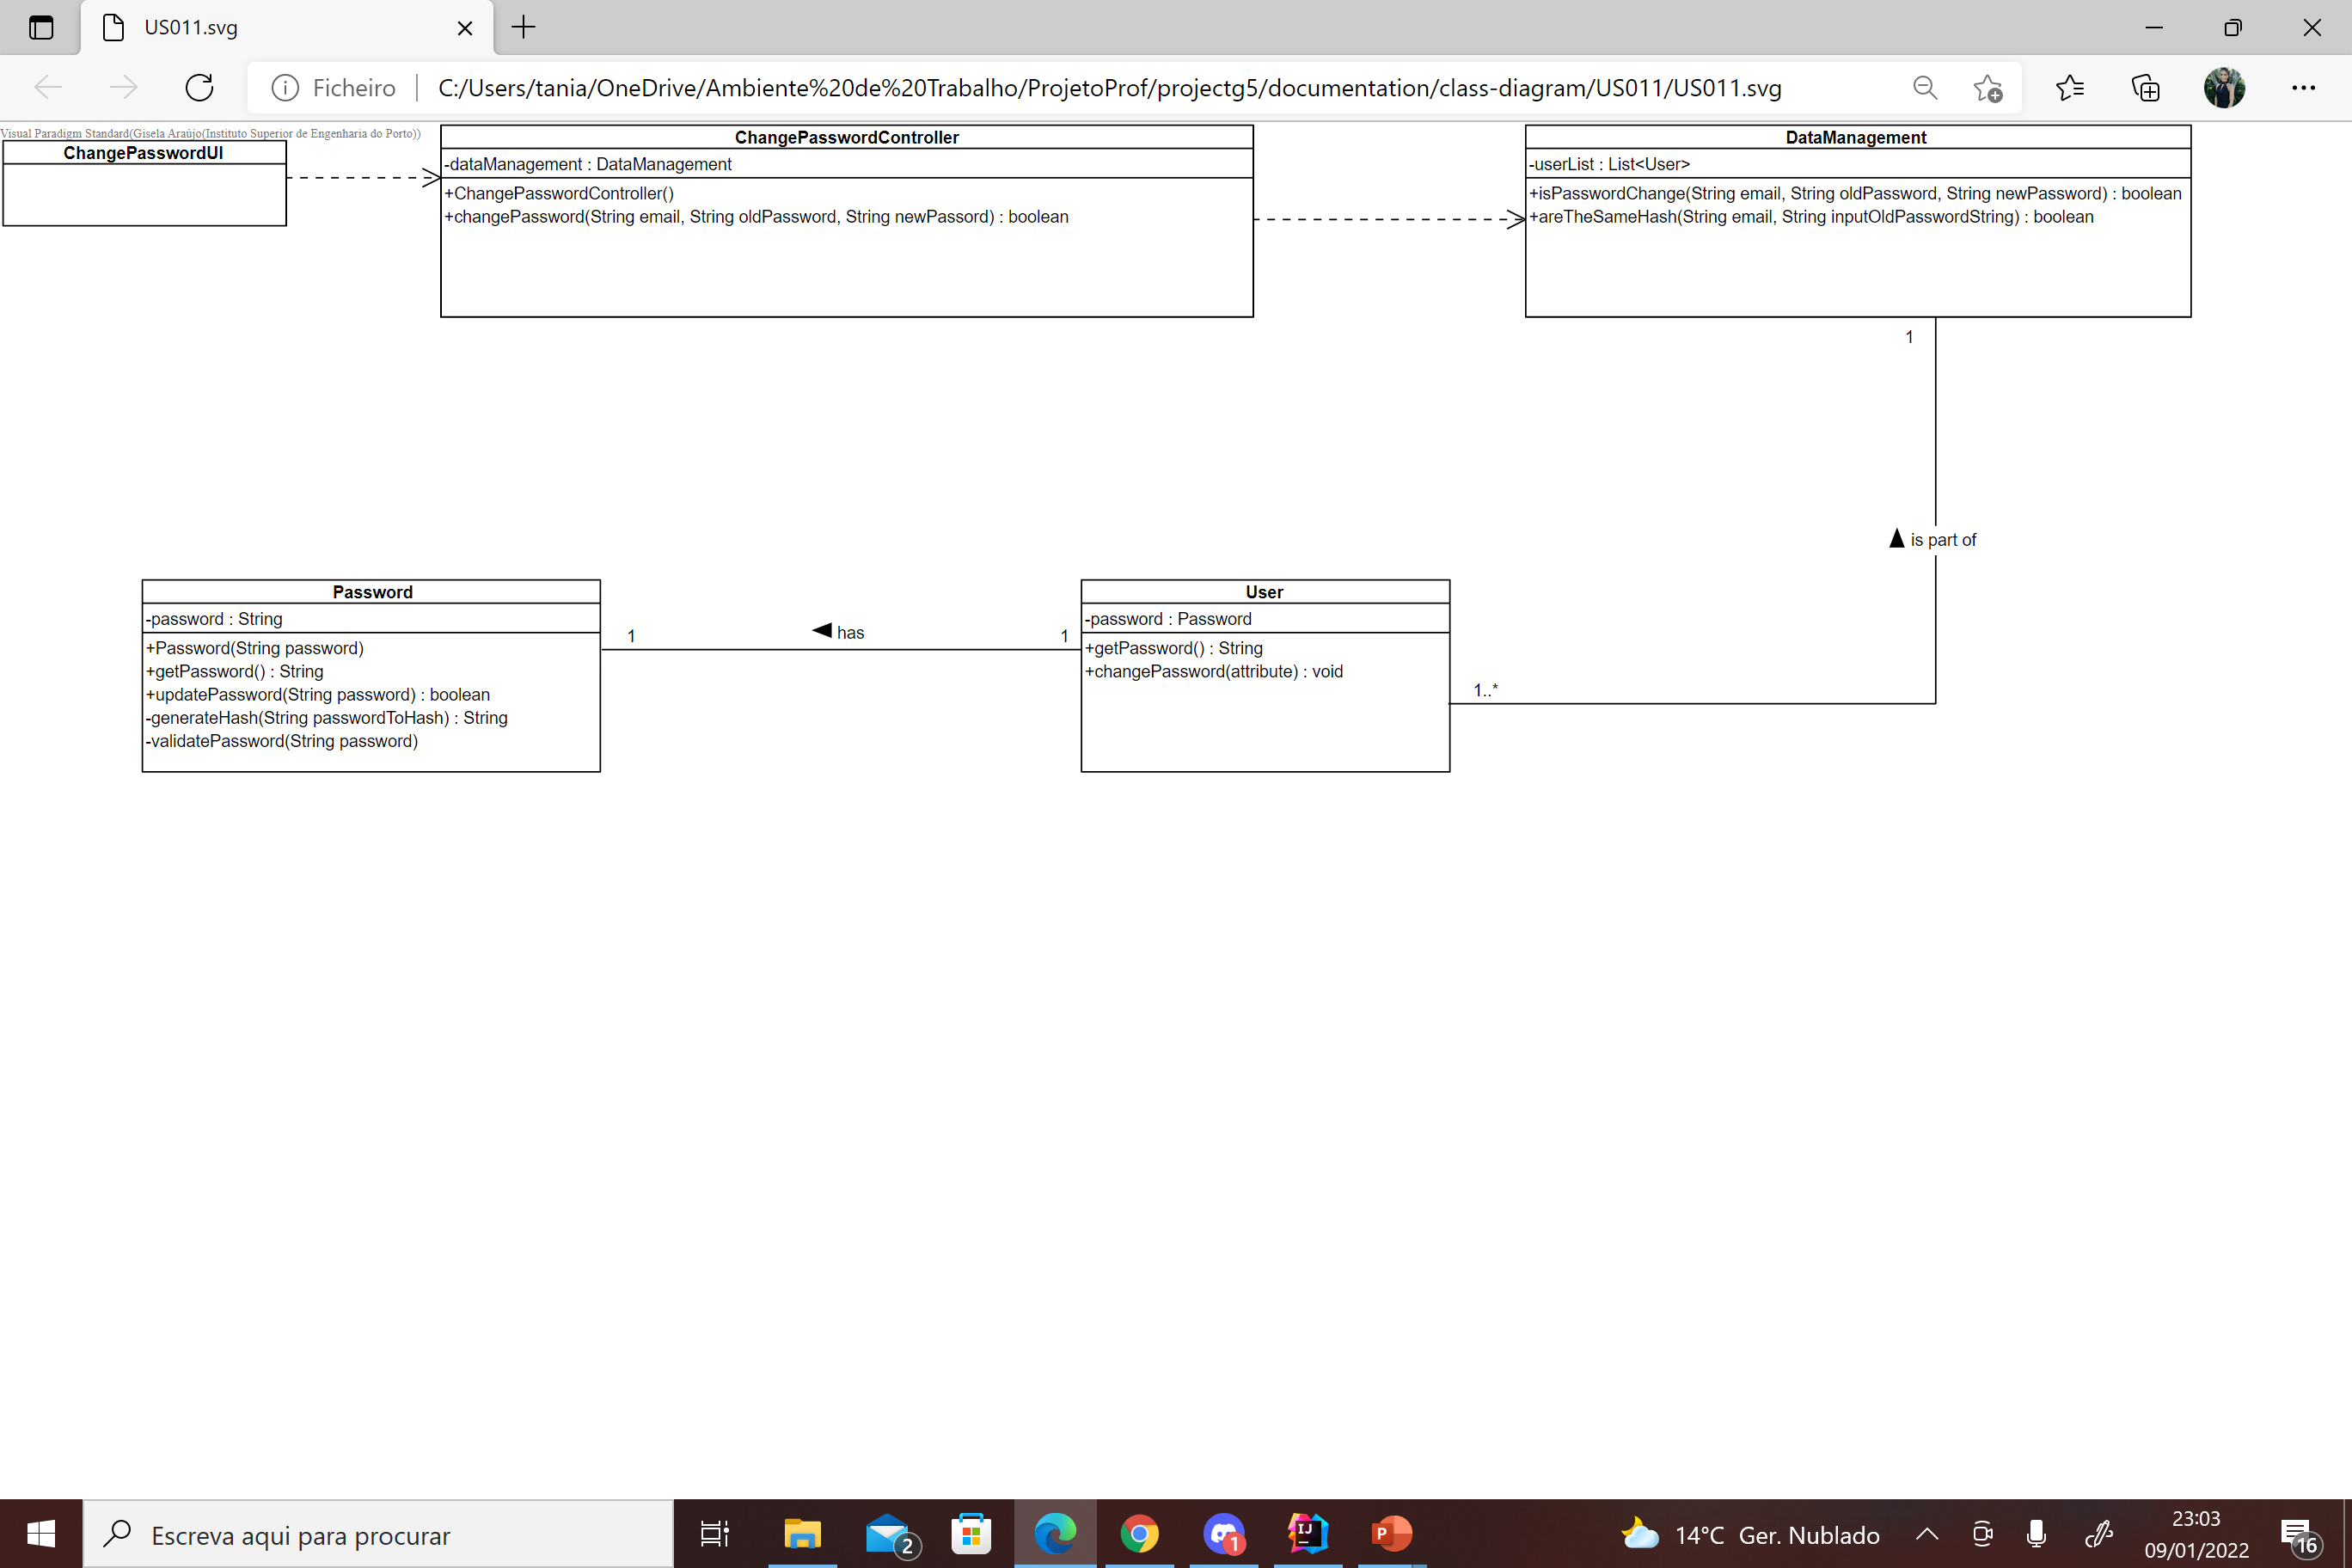 US011.svg
Ficheiro
C:/Users/tania/OneDrive/Ambiente%20de%20Trabalho/ProjetoProf/projectg5/documentation/class-diagram/US011/US011.svg
Visual Paradigm Standard(Gisela Araújo(Instituto Superior de Engenharia do Porto))
ChangePasswordUI
ChangePasswordController
-dataManagement : DataManagement
+ChangePasswordController()
+changePassword(String email, String oldPassword, String newPassord) : boolean
DataManagement
-userList : List<User>
+isPasswordChange(String email, String oldPassword, String newPassword) : boolean
+areTheSameHash(String email, String inputOldPasswordString) : boolean
1
is part of
Password
-password : String
+Password(String password)
+getPassword() : String
+updatePassword(String password) : boolean
-generateHash(String passwordToHash) : String
-validatePassword(String password)
1
has
1
User
-password : Password
+getPassword() : String
+changePassword(attribute) : void
1..*
Escreva aqui para procurar
2
1
IJ
P
14°C Ger. Nublado
23:03
09/01/2022
16